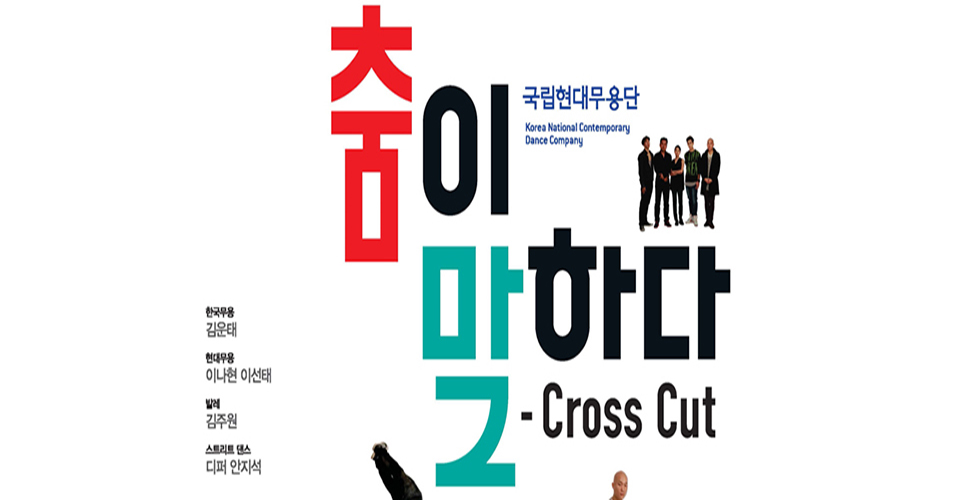 춤이
국립현대무용단
Korea National Contemporary
Dance Company
말하다
- Cross Cut
한국무용
김운태
현대무용
이나현 이선태
발레
김주원
스트리트 댄스
디퍼 안지석